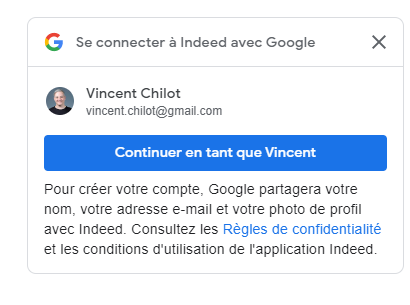 Se connecter à Indeed avec Google
Vincent Chilot
vincent.chilot@gmail.com
Continuer en tant que Vincent
Pour créer votre compte, Google partagera votre
nom, votre adresse e-mail et votre photo de profil
avec Indeed. Consultez les Règles de confidentialité
et les conditions d'utilisation de l'application Indeed.